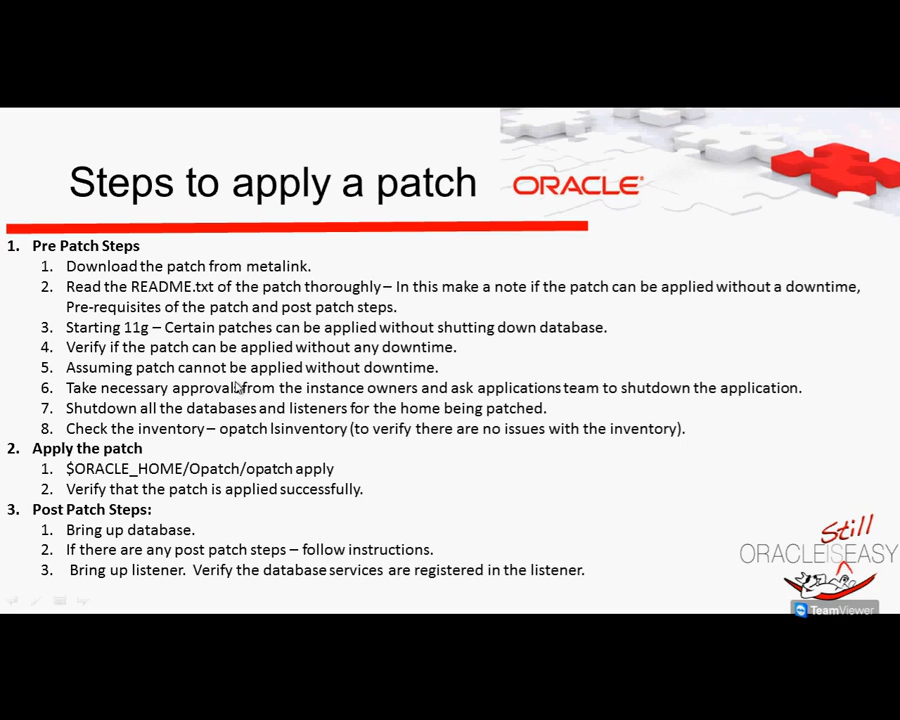 Steps to apply a patch
ORACLE
1. Pre Patch Steps
1. Download the patch from metalink.
2. Read the README.txt of the patch thoroughly – In this make a note if the patch can be applied without a downtime,
Pre-requisites of the patch and post patch steps.
3. Starting 11g – Certain patches can be applied without shutting down database.
4. Verify if the patch can be applied without any downtime.
5. Assuming patch cannot be applied without downtime.
6. Take necessary approval from the instance owners and ask applications team to shutdown the application.
7. Shutdown all the databases and listeners for the home being patched.
8. Check the inventory – opatch lsinventory (to verify there are no issues with the inventory).
2. Apply the patch
1. $ORACLE_HOME/Opatch/opatch apply
2. Verify that the patch is applied successfully.
3. Post Patch Steps:
1. Bring up database.
2. If there are any post patch steps – follow instructions.
3. Bring up listener. Verify the database services are registered in the listener.
Still
ORACLEISEASY
TeamViewer